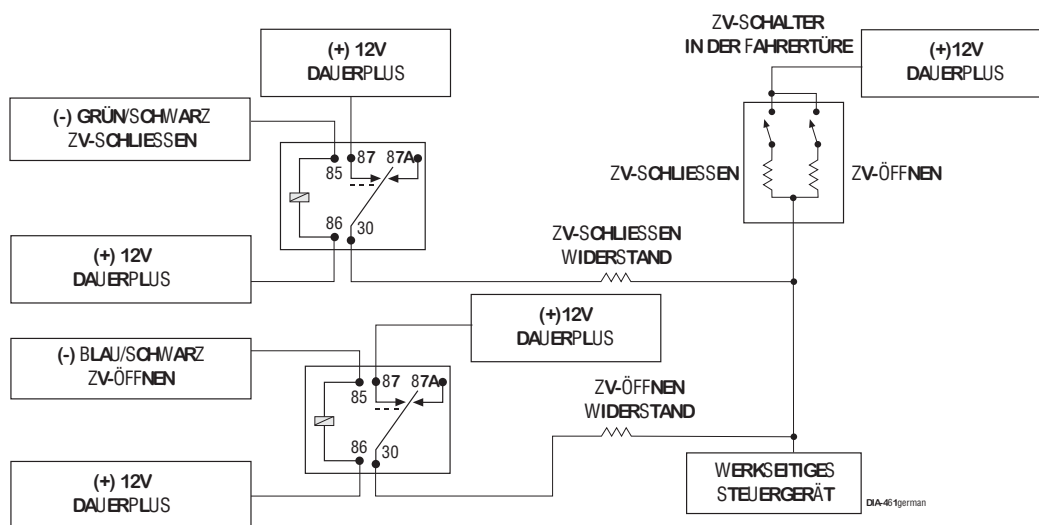 ZV-SCHALTER
IN DER FAHRERTÜRE
(+) 12V
DAUERPLUS
(+)12V
DAUERPLUS
(-) GRÜN/SCHWARZ
ZV-SCHLIESSEN
87
87A
85
86
30
ZV-SCHLIESSEN
ZV-ÖFFNEN
(+) 12V
DAUERPLUS
ZV-SCHLIESSEN
WIDERSTAND
(+)12V
DAUERPLUS
(-) BLAU/SCHWARZ
ZV-ÖFFNEN
87
87A
85
86
30
ZV-ÖFFNEN
WIDERSTAND
(+) 12V
DAUERPLUS
WERKSEITIGES
STEUERGERÄT
DIA-461german